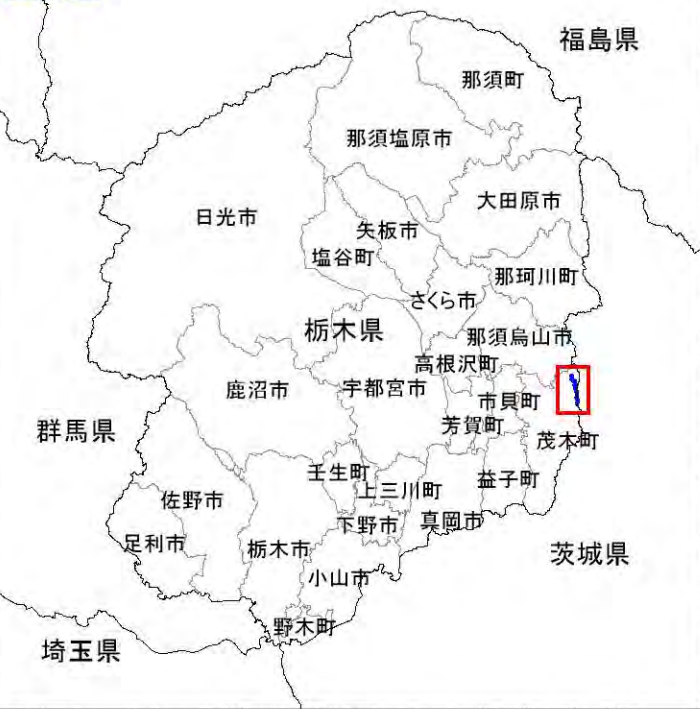 福島県
那須町
那須塩原市
大田原市
日光市
矢板市
塩谷町
那珂川町
さくら市
栃木県
那須烏山市
高根沢町
鹿沼市
宇都宮市
市貝町
芳賀町
群馬県
茂木町
壬生町
上三川町
益子町
佐野市
下野市
真岡市
足利市
栃木市
茨城県
小山市
野木町
埼玉県